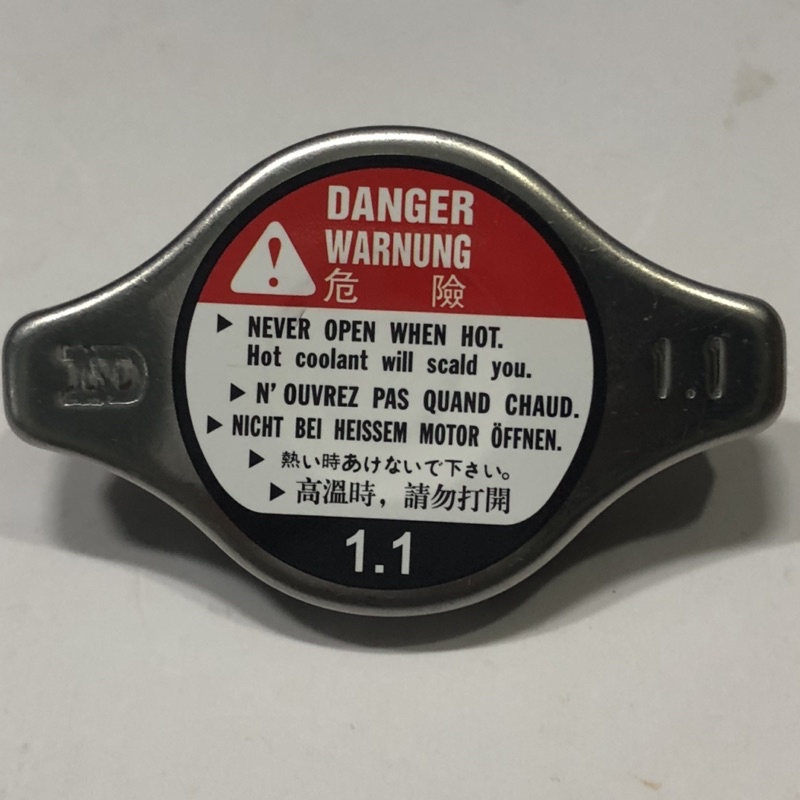 DANGER
WARNUNG
危 險
▶ NEVER OPEN WHEN HOT.
Hot coolant will scald you.
▶ N' OUVREZ PAS QUAND CHAUD.
▶ NICHT BEI HEISSEM MOTOR ÖFFNEN.
▶ 熱い時あけないで下さい。
▶ 高溫時，請勿打開
1.1
ND
1.1